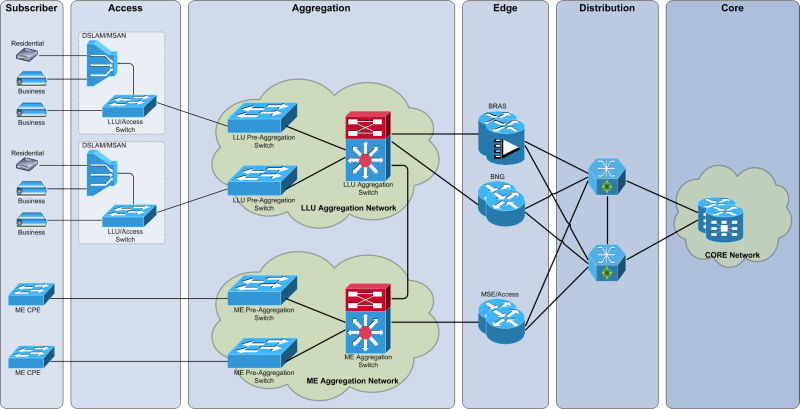 Subscriber
Access
Aggregation
Edge
Distribution
Core
Residential
Business
Business
DSLAM/MSAN
LLU/Access
Switch
Residential
Business
Business
DSLAM/MSAN
LLU/Access
Switch
ME CPE
ME CPE
LLU Pre-Aggregation
Switch
LLU Pre-Aggregation
Switch
LLU Aggregation
Switch
LLU Aggregation Network
ME Pre-Aggregation
Switch
ME Pre-Aggregation
Switch
ME Aggregation
Switch
ME Aggregation Network
BRAS
BNG
MSE/Access
CORE Network